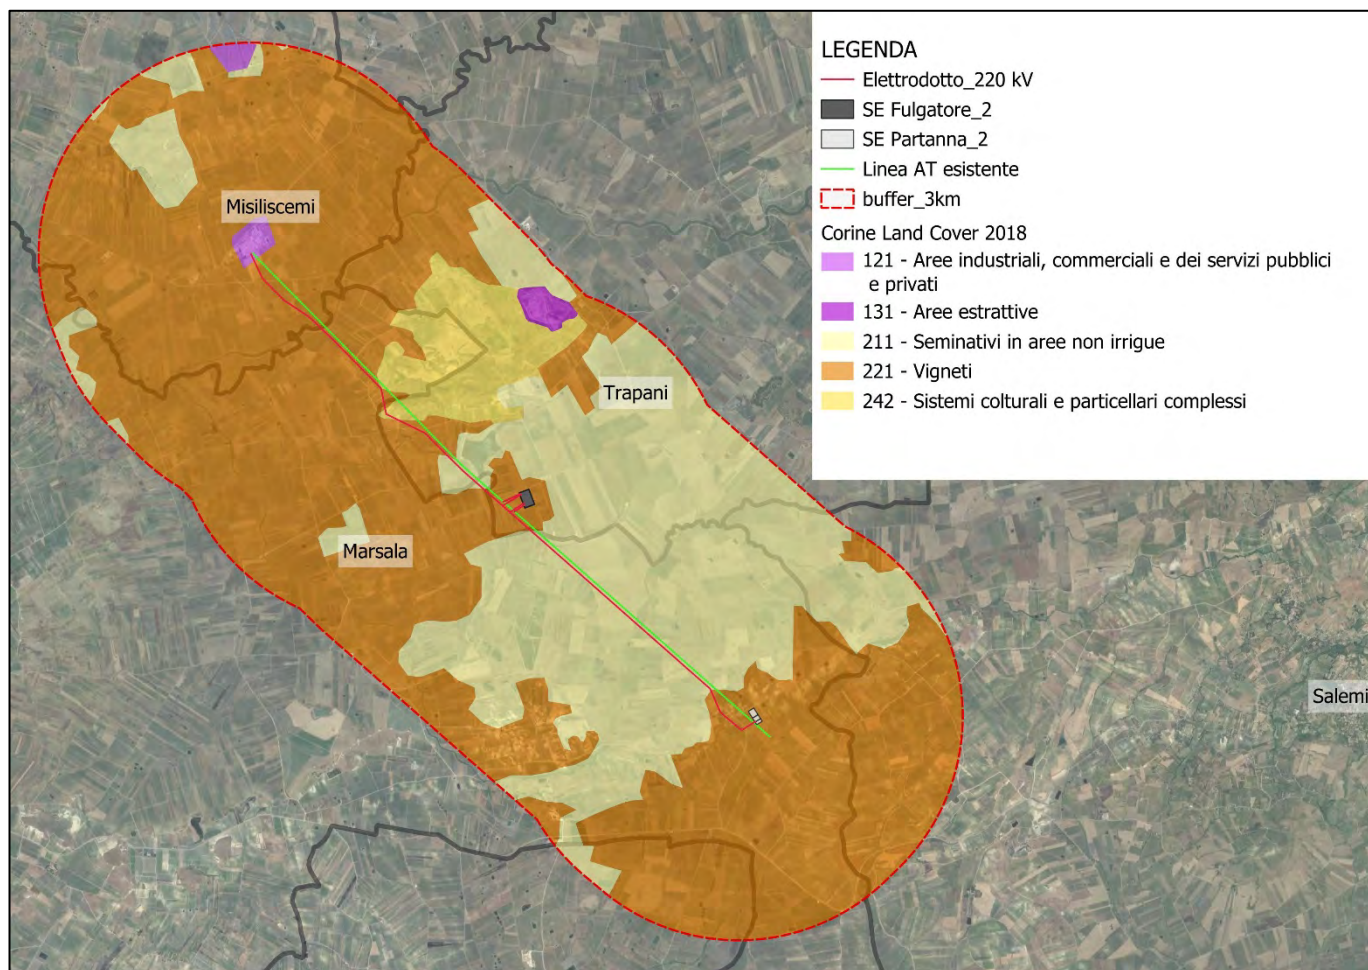 LEGENDA
Elettrodotto_220 kV
SE Fulgatore_2
SE Partanna_2
Linea AT esistente
buffer_3km
Corine Land Cover 2018
121 - Aree industriali, commerciali e dei servizi pubblici
e privati
131 - Aree estrattive
211 - Seminativi in aree non irrigue
221 - Vigneti
242 - Sistemi colturali e particellari complessi
Misiliscemi
Trapani
Marsala
Salemi